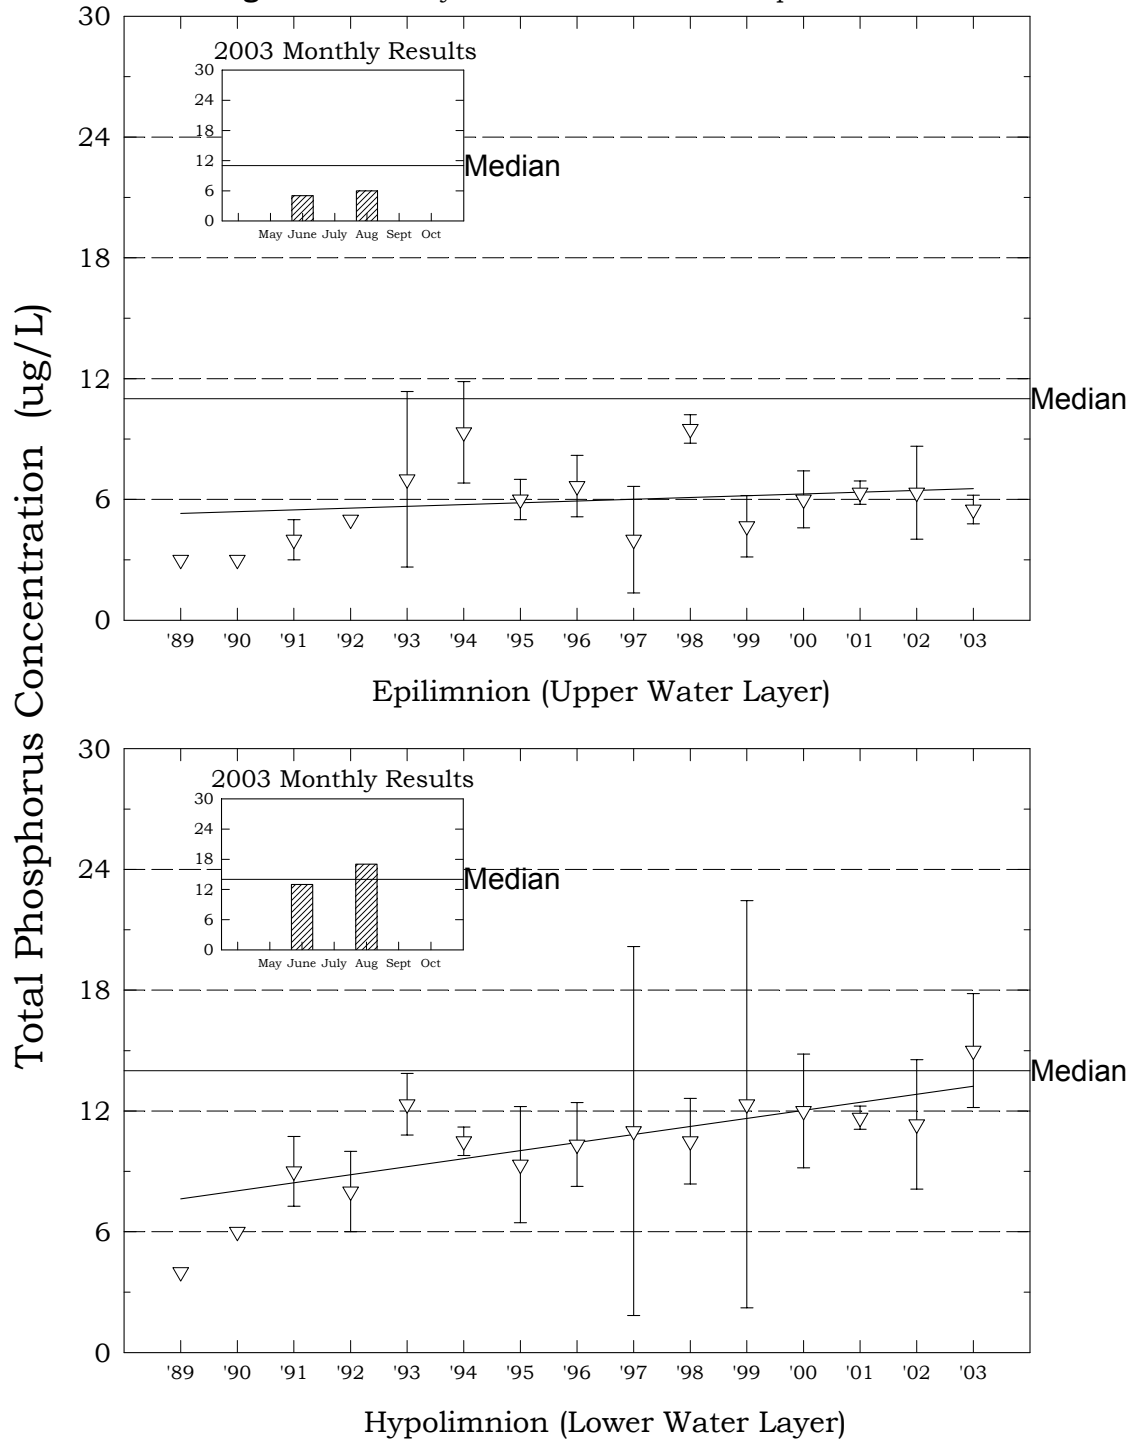 30
2003 Monthly Results
30
24
18
12
6
0
Median
May June July Aug Sept Oct
24
18
12
6
0
Median
'89 '90 '91 '92 '93 '94 '95 '96 '97 '98 '99 '00 '01 '02 '03
Epilimnion (Upper Water Layer)
Total Phosphorus Concentration (ug/L)
30
2003 Monthly Results
30
24
18
12
6
0
Median
May June July Aug Sept Oct
24
18
12
6
0
Median
'89 '90 '91 '92 '93 '94 '95 '96 '97 '98 '99 '00 '01 '02 '03
Hypolimnion (Lower Water Layer)